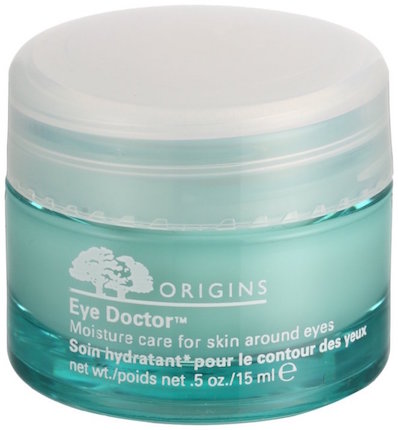 ORIGINS
Eye Doctor™
Moisture care for skin around eyes
Soin hydratant* pour le contour des yeux
net wt./poids net .5 oz./15 ml ℮